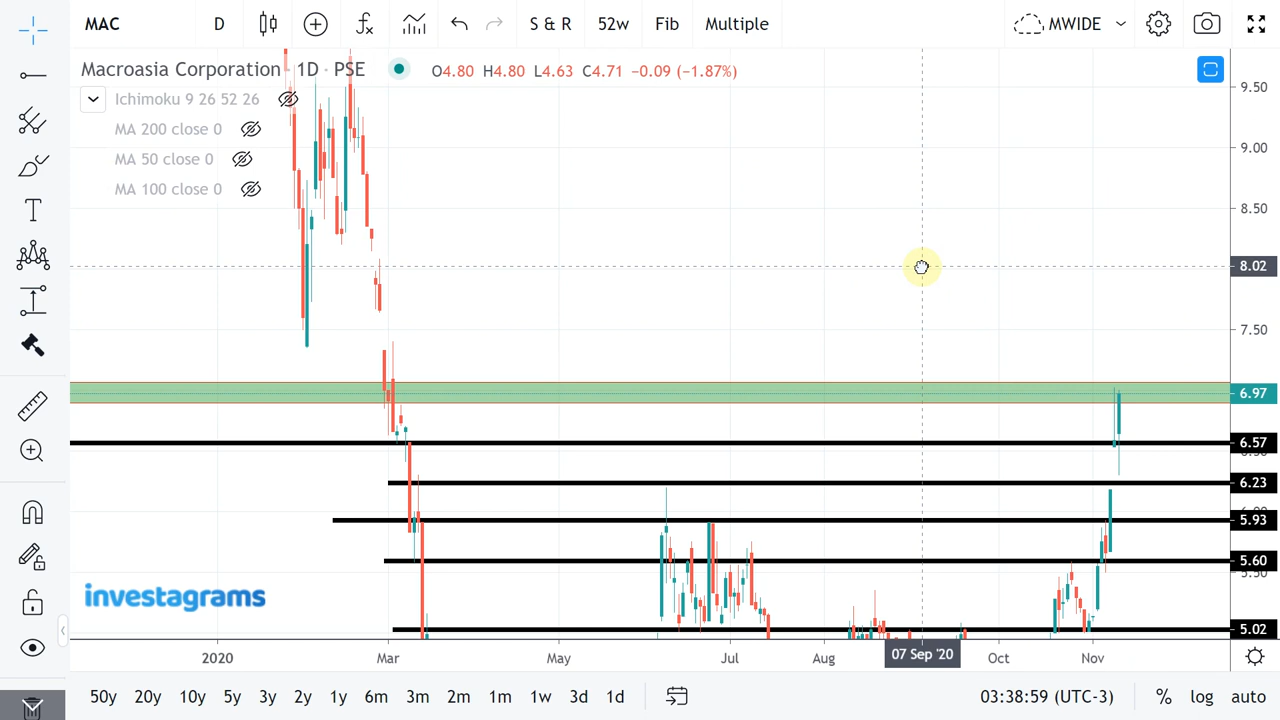 MAC D S & R 52w Fib Multiple MWIDE
Macroasia Corporation · 1D · PSE O4.80 H4.80 L4.63 C4.71 −0.09 (−1.87%)
Ichimoku 9 26 52 26
MA 200 close 0
MA 50 close 0
MA 100 close 0
9.50
9.00
8.50
8.02
7.50
6.97
6.57
6.23
5.93
5.60
5.02
investagrams
2020 Mar May Jul Aug 07 Sep '20 Oct Nov
50y 20y 10y 5y 3y 2y 1y 6m 3m 2m 1m 1w 3d 1d 03:38:59 (UTC-3) % log auto